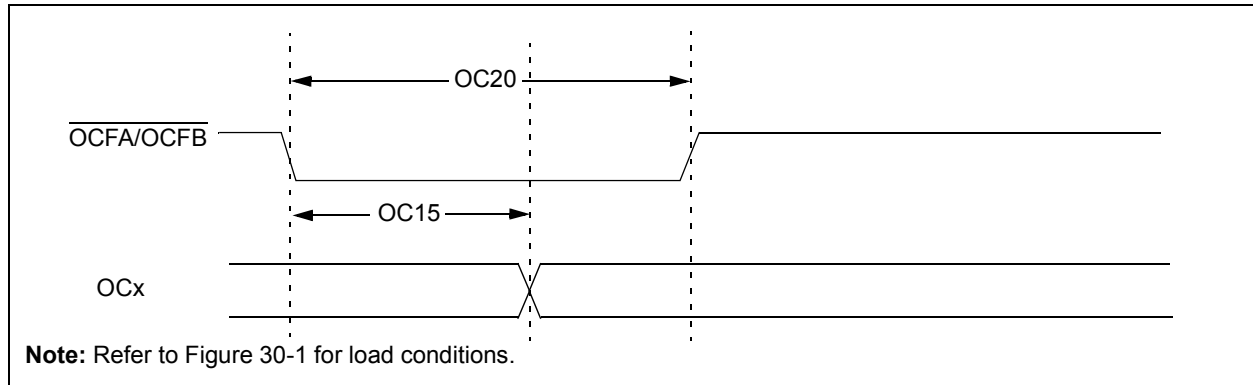 OC20
OCFA/OCFB
OC15
OCx
Note: Refer to Figure 30-1 for load conditions.